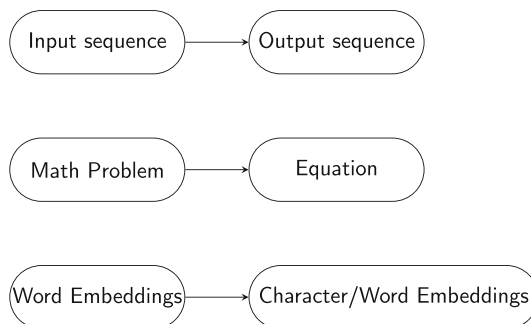 Input sequence
Output sequence
Math Problem
Equation
Word Embeddings
Character/Word Embeddings